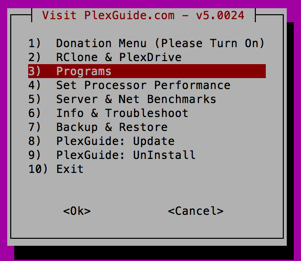 Visit PlexGuide.com - v5.0024
1) Donation Menu (Please Turn On)
2) RClone & PlexDrive
3) Programs
4) Set Processor Performance
5) Server & Net Benchmarks
6) Info & Troubleshoot
7) Backup & Restore
8) PlexGuide: Update
9) PlexGuide: UnInstall
10) Exit
<Ok> <Cancel>